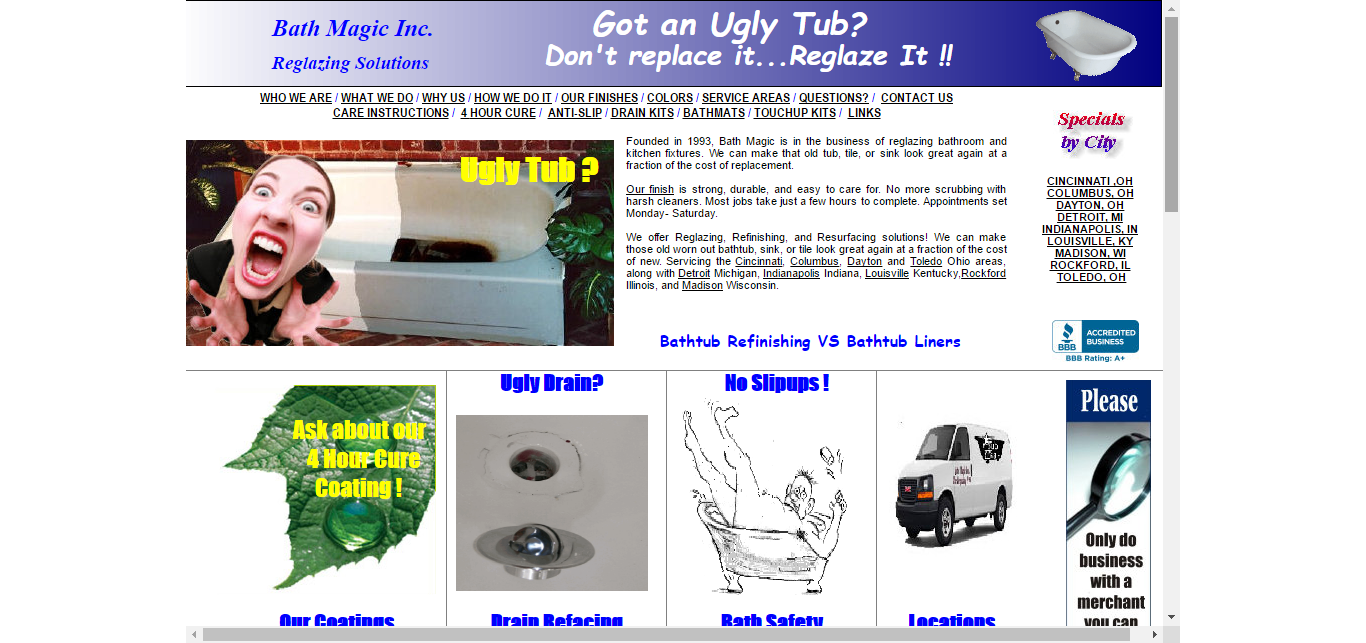 Bath Magic Inc.
Reglazing Solutions
Got an Ugly Tub?
Don't replace it...Reglaze It !!
WHO WE ARE / WHAT WE DO / WHY US / HOW WE DO IT / OUR FINISHES / COLORS / SERVICE AREAS / QUESTIONS? / CONTACT US
CARE INSTRUCTIONS / 4 HOUR CURE / ANTI-SLIP / DRAIN KITS / BATHMATS / TOUCHUP KITS / LINKS
Ugly Tub ?
Founded in 1993, Bath Magic is in the business of reglazing bathroom and
kitchen fixtures. We can make that old tub, tile, or sink look great again at a
fraction of the cost of replacement.
Our finish is strong, durable, and easy to care for. No more scrubbing with
harsh cleaners. Most jobs take just a few hours to complete. Appointments set
Monday- Saturday.
We offer Reglazing, Refinishing, and Resurfacing solutions! We can make
those old worn out bathtub, sink, or tile look great again at a fraction of the cost
of new. Servicing the Cincinnati, Columbus, Dayton and Toledo Ohio areas,
along with Detroit Michigan, Indianapolis Indiana, Louisville Kentucky,Rockford
Illinois, and Madison Wisconsin.
Bathtub Refinishing VS Bathtub Liners
Specials
by City
CINCINNATI ,OH
COLUMBUS, OH
DAYTON, OH
DETROIT, MI
INDIANAPOLIS, IN
LOUISVILLE, KY
MADISON, WI
ROCKFORD, IL
TOLEDO, OH
BBB
ACCREDITED
BUSINESS
BBB Rating: A+
Ask about our
4 Hour Cure
Coating !
Our Coatings
Ugly Drain?
Drain Refacing
No Slipups !
Bath Safety
Locations
Please
Only do
business
with a
merchant
you can